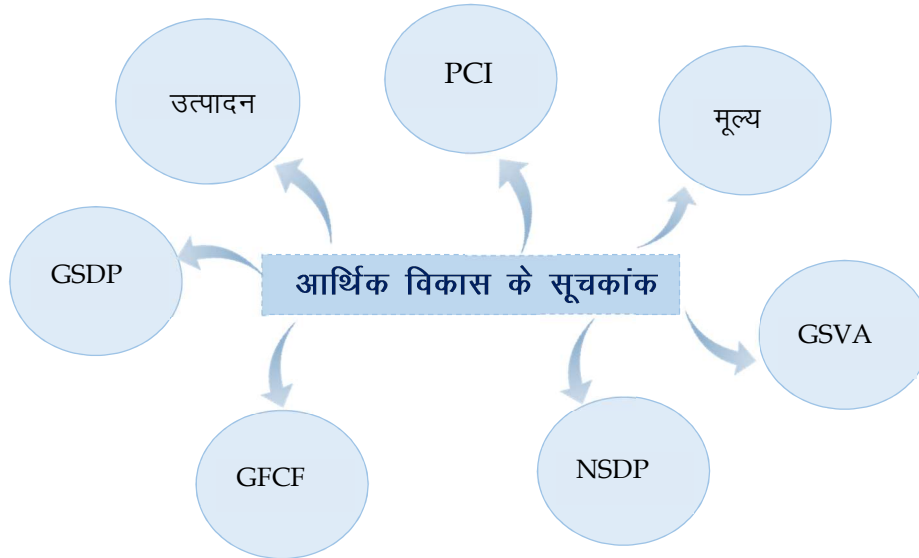 PCI
उत्पादन
मूल्य
GSDP
आर्थिक विकास के सूचकांक
GSVA
GFCF
NSDP